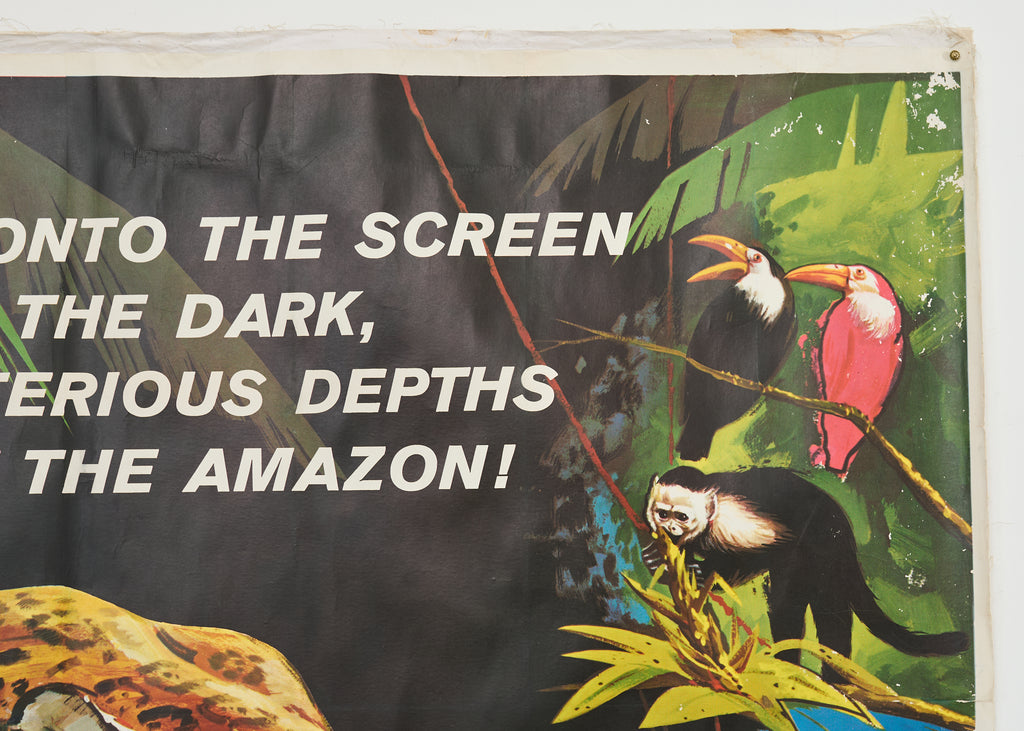 ONTO THE SCREEN
THE DARK,
TERIOUS DEPTHS
THE AMAZON!